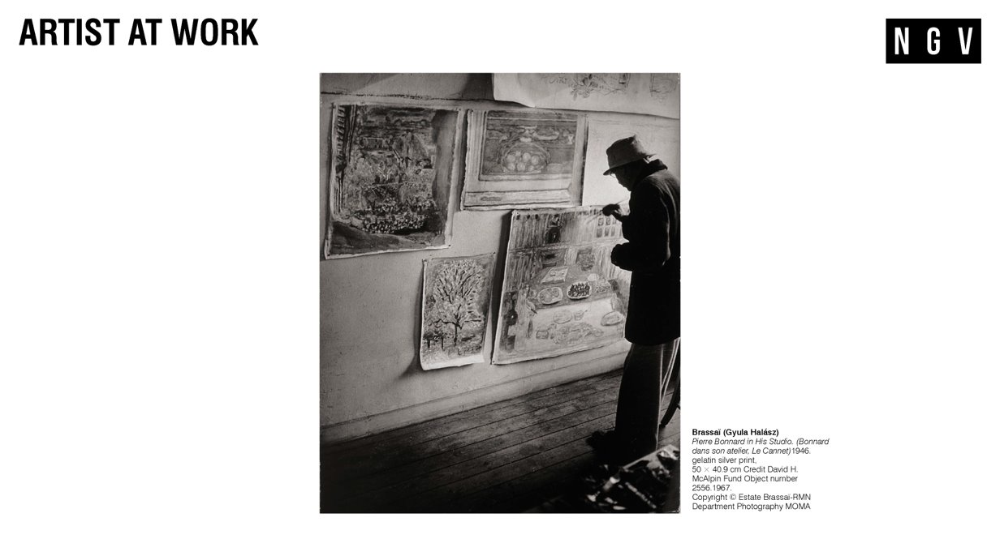 ARTIST AT WORK
N G V
Brassaï (Gyula Halász)
Pierre Bonnard in His Studio. (Bonnard
dans son atelier, Le Cannet)1946.
gelatin silver print,
50 × 40.9 cm Credit David H.
McAlpin Fund Object number
2556.1967.
Copyright © Estate Brassaï-RMN
Department Photography MOMA